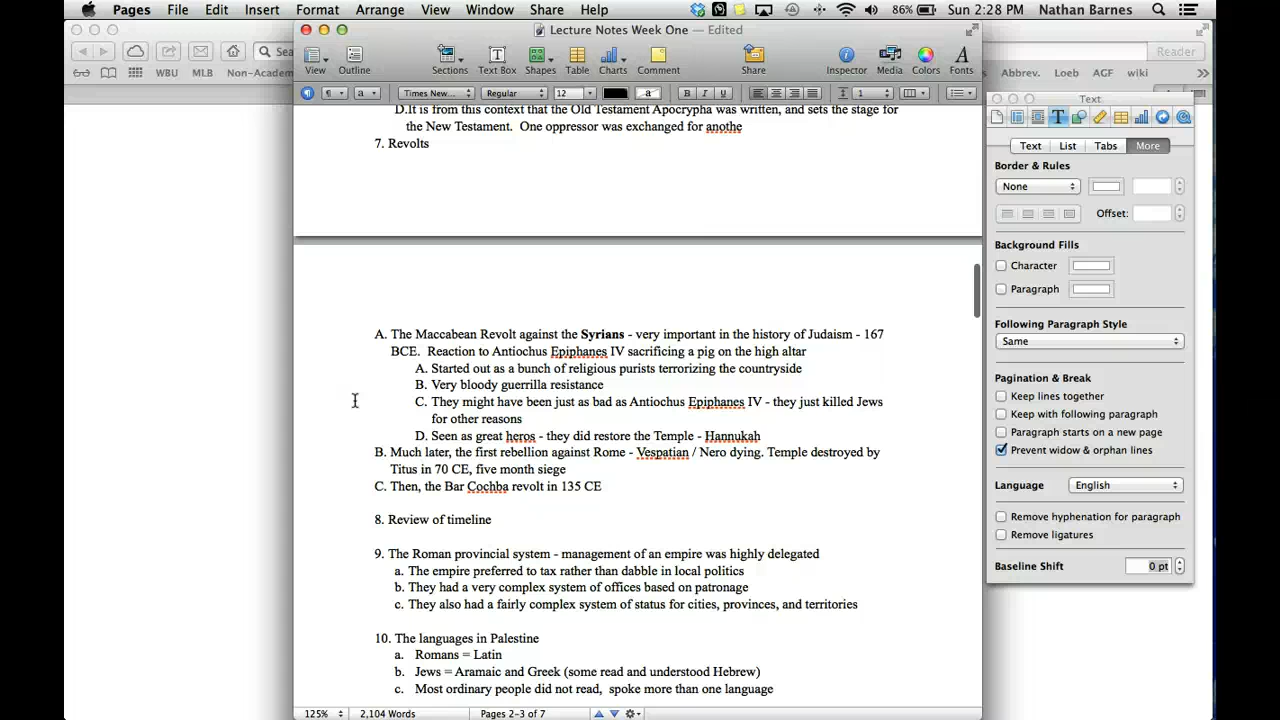 Pages File Edit Insert Format Arrange View Window Share Help 86% Sun 2:28 PM Nathan Barnes
Lecture Notes Week One — Edited
Sea
Reader
WBU MLB Non-Academ
Abbrev. Loeb AGF wiki
View Outline Sections Text Box Shapes Table Charts Comment Share Inspector Media Colors Fonts
Times New... Regular 12 a B I U 1
D.It is from this context that the Old Testament Apocrypha was written, and sets the stage for
the New Testament. One oppressor was exchanged for anothe
7. Revolts
A. The Maccabean Revolt against the Syrians - very important in the history of Judaism - 167
BCE. Reaction to Antiochus Epiphanes IV sacrificing a pig on the high altar
A. Started out as a bunch of religious purists terrorizing the countryside
B. Very bloody guerrilla resistance
C. They might have been just as bad as Antiochus Epiphanes IV - they just killed Jews
for other reasons
D. Seen as great heros - they did restore the Temple - Hannukah
B. Much later, the first rebellion against Rome - Vespatian / Nero dying. Temple destroyed by
Titus in 70 CE, five month siege
C. Then, the Bar Cochba revolt in 135 CE
8. Review of timeline
9. The Roman provincial system - management of an empire was highly delegated
a. The empire preferred to tax rather than dabble in local politics
b. They had a very complex system of offices based on patronage
c. They also had a fairly complex system of status for cities, provinces, and territories
10. The languages in Palestine
a. Romans = Latin
b. Jews = Aramaic and Greek (some read and understood Hebrew)
c. Most ordinary people did not read, spoke more than one language
125% 2,104 Words Pages 2-3 of 7
Text
Text List Tabs More
Border & Rules
None
Offset:
Background Fills
Character
Paragraph
Following Paragraph Style
Same
Pagination & Break
Keep lines together
Keep with following paragraph
Paragraph starts on a new page
Prevent widow & orphan lines
Language English
Remove hyphenation for paragraph
Remove ligatures
Baseline Shift 0 pt